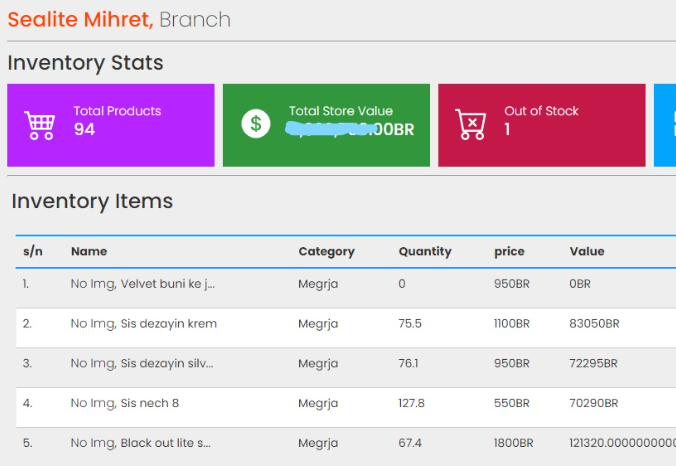 Sealite Mihret, Branch
Inventory Stats
Total Products
94
Total Store Value
.00BR
Out of Stock
1
Inventory Items
s/n Name Category Quantity price Value
1. No Img, Velvet buni ke j... Megrja 0 950BR 0BR
2. No Img, Sis dezayin krem Megrja 75.5 1100BR 83050BR
3. No Img, Sis dezayin silv... Megrja 76.1 950BR 72295BR
4. No Img, Sis nech 8 Megrja 127.8 550BR 70290BR
5. No Img, Black out lite s... Megrja 67.4 1800BR 121320.0000000000